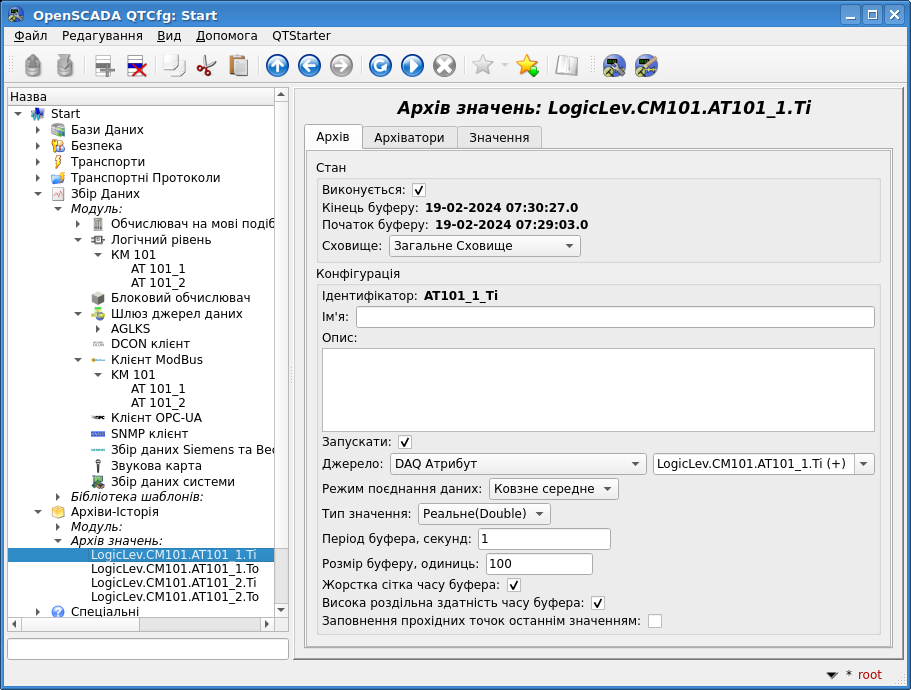 OpenSCADA QTCfg: Start
Файл Редагування Вид Допомога QTStarter
Назва
Start
Бази Даних
Безпека
Транспорти
Транспортні Протоколи
Збір Даних
Модуль:
Обчислювач на мові подіб
Логічний рівень
КМ 101
АТ 101_1
АТ 101_2
Блоковий обчислювач
Шлюз джерел даних
AGLKS
DCON клієнт
Клієнт ModBus
КМ 101
АТ 101_1
АТ 101_2
Клієнт OPC-UA
SNMP клієнт
Збір даних Siemens та Bec
Звукова карта
Збір даних системи
Бібліотека шаблонів:
Архіви-Історія
Модуль:
Архів значень:
LogicLev.CM101.AT101_1.Ti
LogicLev.CM101.AT101_1.To
LogicLev.CM101.AT101_2.Ti
LogicLev.CM101.AT101_2.To
Спеціальні
Архів значень: LogicLev.CM101.AT101_1.Ti
Архів Архіватори Значення
Стан
Виконується:
Кінець буферу: 19-02-2024 07:30:27.0
Початок буферу: 19-02-2024 07:29:03.0
Сховище: Загальне Сховище
Конфігурація
Ідентифікатор: AT101_1_Ti
Ім'я:
Опис:
Запускати:
Джерело: DAQ Атрибут LogicLev.CM101.AT101_1.Ti (+)
Режим поєднання даних: Ковзне середнє
Тип значення: Реальне(Double)
Період буфера, секунд: 1
Розмір буферу, одиниць: 100
Жорстка сітка часу буфера:
Висока роздільна здатність часу буфера:
Заповнення прохідних точок останнім значенням:
* root